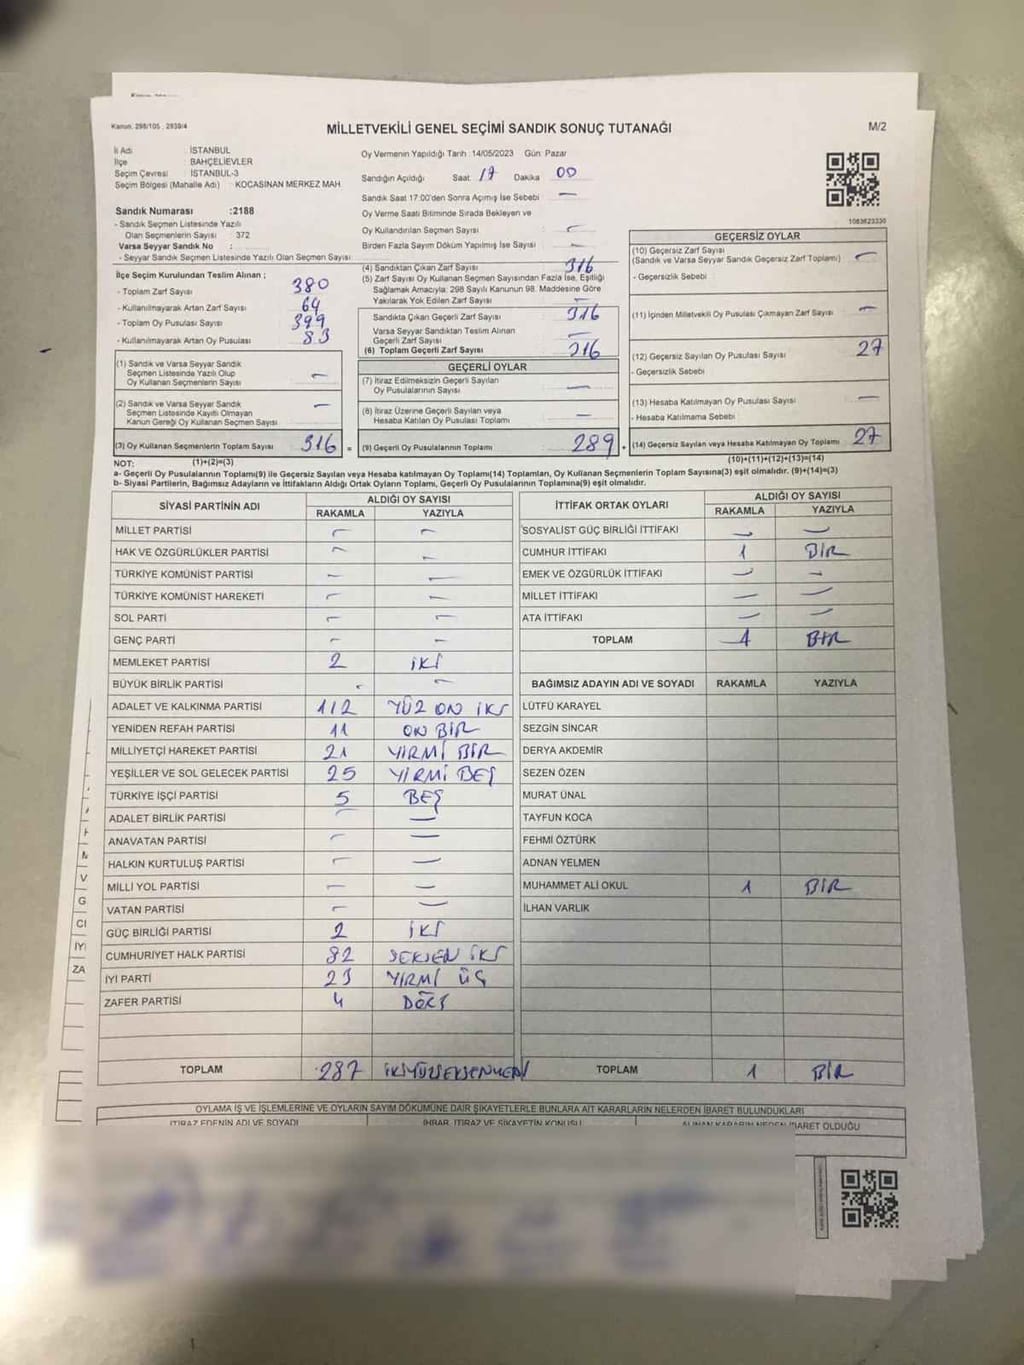 Kanun: 298/105 , 2839/4
MİLLETVEKİLİ GENEL SEÇİMİ SANDIK SONUÇ TUTANAĞI
M/2
İl Adı : İSTANBUL
İlçe : BAHÇELİEVLER
Seçim Çevresi : İSTANBUL-3
Seçim Bölgesi (Mahalle Adı) : KOCASİNAN MERKEZ MAH
Oy Vermenin Yapıldığı Tarih :14/05/2023 Gün: Pazar
Sandığın Açıldığı Saat: 17 Dakika 00
Sandık Saat 17:00'den Sonra Açılmış İse Sebebi —
Oy Verme Saati Bitiminde Sırada Bekleyen ve
Oy Kullandırılan Seçmen Sayısı —
Birden Fazla Sayım Döküm Yapılmış İse Sayısı —
1083623330
Sandık Numarası :2188
- Sandık Seçmen Listesinde Yazılı
Olan Seçmenlerin Sayısı 372
Varsa Seyyar Sandık No :
- Seyyar Sandık Seçmen Listesinde Yazılı Olan Seçmen Sayısı
İlçe Seçim Kurulundan Teslim Alınan ;
- Toplam Zarf Sayısı 380
- Kullanılmayarak Artan Zarf Sayısı 64
- Toplam Oy Pusulası Sayısı 399
- Kullanılmayarak Artan Oy Pusulası 83
(1) Sandık ve Varsa Seyyar Sandık
Seçmen Listesinde Yazılı Olup
Oy Kullanan Seçmenlerin Sayısı —
(2) Sandık ve Varsa Seyyar Sandık
Seçmen Listesinde Kayıtlı Olmayan
Kanun Gereği Oy Kullanan Seçmen Sayısı —
(3) Oy Kullanan Seçmenlerin Toplam Sayısı 316 =
(4) Sandıktan Çıkan Zarf Sayısı 316
(5) Zarf Sayısı Oy Kullanan Seçmen Sayısından Fazla İse, Eşitliği
Sağlamak Amacıyla: 298 Sayılı Kanunun 98. Maddesine Göre
Yakılarak Yok Edilen Zarf Sayısı —
Sandıkta Çıkan Geçerli Zarf Sayısı 316
Varsa Seyyar Sandıktan Teslim Alınan
Geçerli Zarf Sayısı —
(6) Toplam Geçerli Zarf Sayısı 316
GEÇERLİ OYLAR
(7) İtiraz Edilmeksizin Geçerli Sayılan
Oy Pusulalarının Sayısı —
(8) İtiraz Üzerine Geçerli Sayılan veya
Hesaba Katılan Oy Pusulası Toplamı —
(9) Geçerli Oy Pusulalarının Toplamı 289 +
GEÇERSİZ OYLAR
(10) Geçersiz Zarf Sayısı
(Sandık ve Varsa Seyyar Sandık Geçersiz Zarf Toplamı) —
- Geçersizlik Sebebi :
(11) İçinden Milletvekili Oy Pusulası Çıkmayan Zarf Sayısı —
(12) Geçersiz Sayılan Oy Pusulası Sayısı 27
- Geçersizlik Sebebi
(13) Hesaba Katılmayan Oy Pusulası Sayısı —
- Hesaba Katılmama Sebebi :
(14) Geçersiz Sayılan veya Hesaba Katılmayan Oy Toplamı 27
NOT: (1)+(2)=(3) (10)+(11)+(12)+(13)=(14)
a- Geçerli Oy Pusulalarının Toplamı(9) ile Geçersiz Sayılan veya Hesaba katılmayan Oy Toplamı(14) Toplamları, Oy Kullanan Seçmenlerin Toplam Sayısına(3) eşit olmalıdır. (9)+(14)=(3)
b- Siyasi Partilerin, Bağımsız Adayların ve İttifakların Aldığı Ortak Oyların Toplamı, Geçerli Oy Pusulalarının Toplamına(9) eşit olmalıdır.
SİYASİ PARTİNİN ADI ALDIĞI OY SAYISI
RAKAMLA YAZIYLA
MİLLET PARTİSİ — —
HAK VE ÖZGÜRLÜKLER PARTİSİ — —
TÜRKİYE KOMÜNİST PARTİSİ — —
TÜRKİYE KOMÜNİST HAREKETİ — —
SOL PARTİ — —
GENÇ PARTİ — —
MEMLEKET PARTİSİ 2 İKİ
BÜYÜK BİRLİK PARTİSİ — —
ADALET VE KALKINMA PARTİSİ 112 YÜZ ON İKİ
YENİDEN REFAH PARTİSİ 11 ON BİR
MİLLİYETÇİ HAREKET PARTİSİ 21 YİRMİ BİR
YEŞİLLER VE SOL GELECEK PARTİSİ 25 YİRMİ BEŞ
TÜRKİYE İŞÇİ PARTİSİ 5 BEŞ
ADALET BİRLİK PARTİSİ — —
ANAVATAN PARTİSİ — —
HALKIN KURTULUŞ PARTİSİ — —
MİLLİ YOL PARTİSİ — —
VATAN PARTİSİ — —
GÜÇ BİRLİĞİ PARTİSİ 2 İKİ
CUMHURİYET HALK PARTİSİ 82 SEKSEN İKİ
İYİ PARTİ 23 YİRMİ ÜÇ
ZAFER PARTİSİ 4 DÖRT
TOPLAM 287 İKİYÜZSEKSENYEDİ
İTTİFAK ORTAK OYLARI ALDIĞI OY SAYISI
RAKAMLA YAZIYLA
SOSYALİST GÜÇ BİRLİĞİ İTTİFAKI — —
CUMHUR İTTİFAKI 1 BİR
EMEK VE ÖZGÜRLÜK İTTİFAKI — —
MİLLET İTTİFAKI — —
ATA İTTİFAKI — —
TOPLAM 1 BİR
BAĞIMSIZ ADAYIN ADI VE SOYADI RAKAMLA YAZIYLA
LÜTFÜ KARAYEL
SEZGİN SİNCAR
DERYA AKDEMİR
SEZEN ÖZEN
MURAT ÜNAL
TAYFUN KOCA
FEHMİ ÖZTÜRK
ADNAN YELMEN
MUHAMMET ALİ OKUL 1 BİR
İLHAN VARLIK
TOPLAM 1 BİR
OYLAMA İŞ VE İŞLEMLERİNE VE OYLARIN SAYIM DÖKÜMÜNE DAİR ŞİKAYETLERLE BUNLARA AİT KARARLARIN NELERDEN İBARET BULUNDUKLARI
İTİRAZ EDENİN ADI VE SOYADI İHBAR, İTİRAZ VE ŞİKAYETİN KONUSU ALINAN KARARIN NEDEN İBARET OLDUĞU